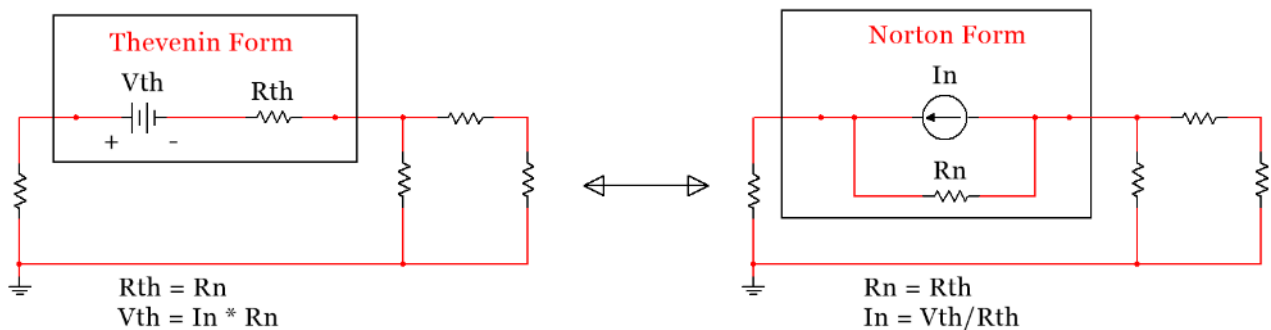 Thevenin Form
Vth
Rth
+ -
Rth = Rn
Vth = In * Rn
Norton Form
In
Rn
Rn = Rth
In = Vth/Rth